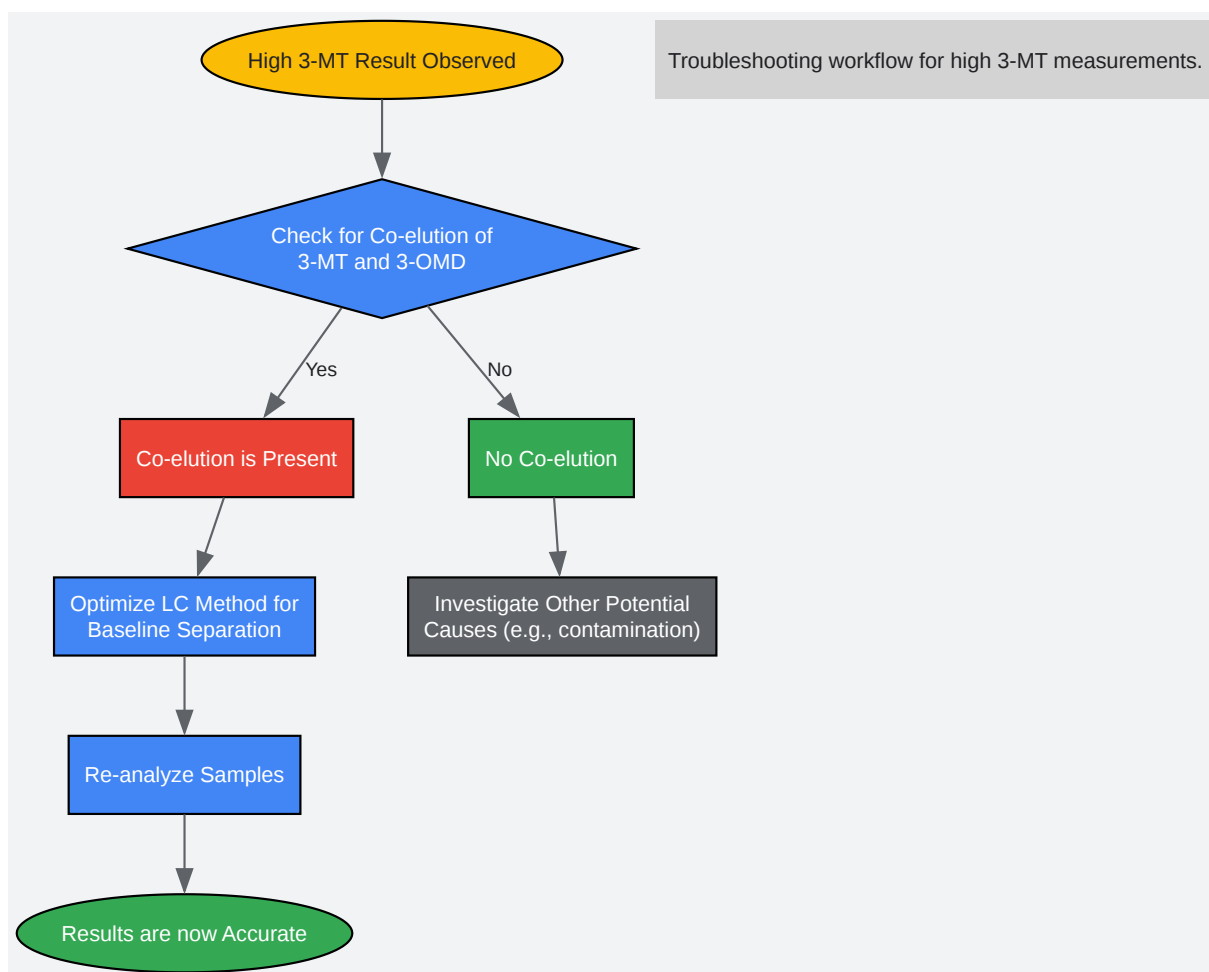 High 3-MT Result Observed
Troubleshooting workflow for high 3-MT measurements.
Check for Co-elution of
3-MT and 3-OMD
Yes
No
Co-elution is Present
No Co-elution
Optimize LC Method for
Baseline Separation
Investigate Other Potential
Causes (e.g., contamination)
Re-analyze Samples
Results are now Accurate